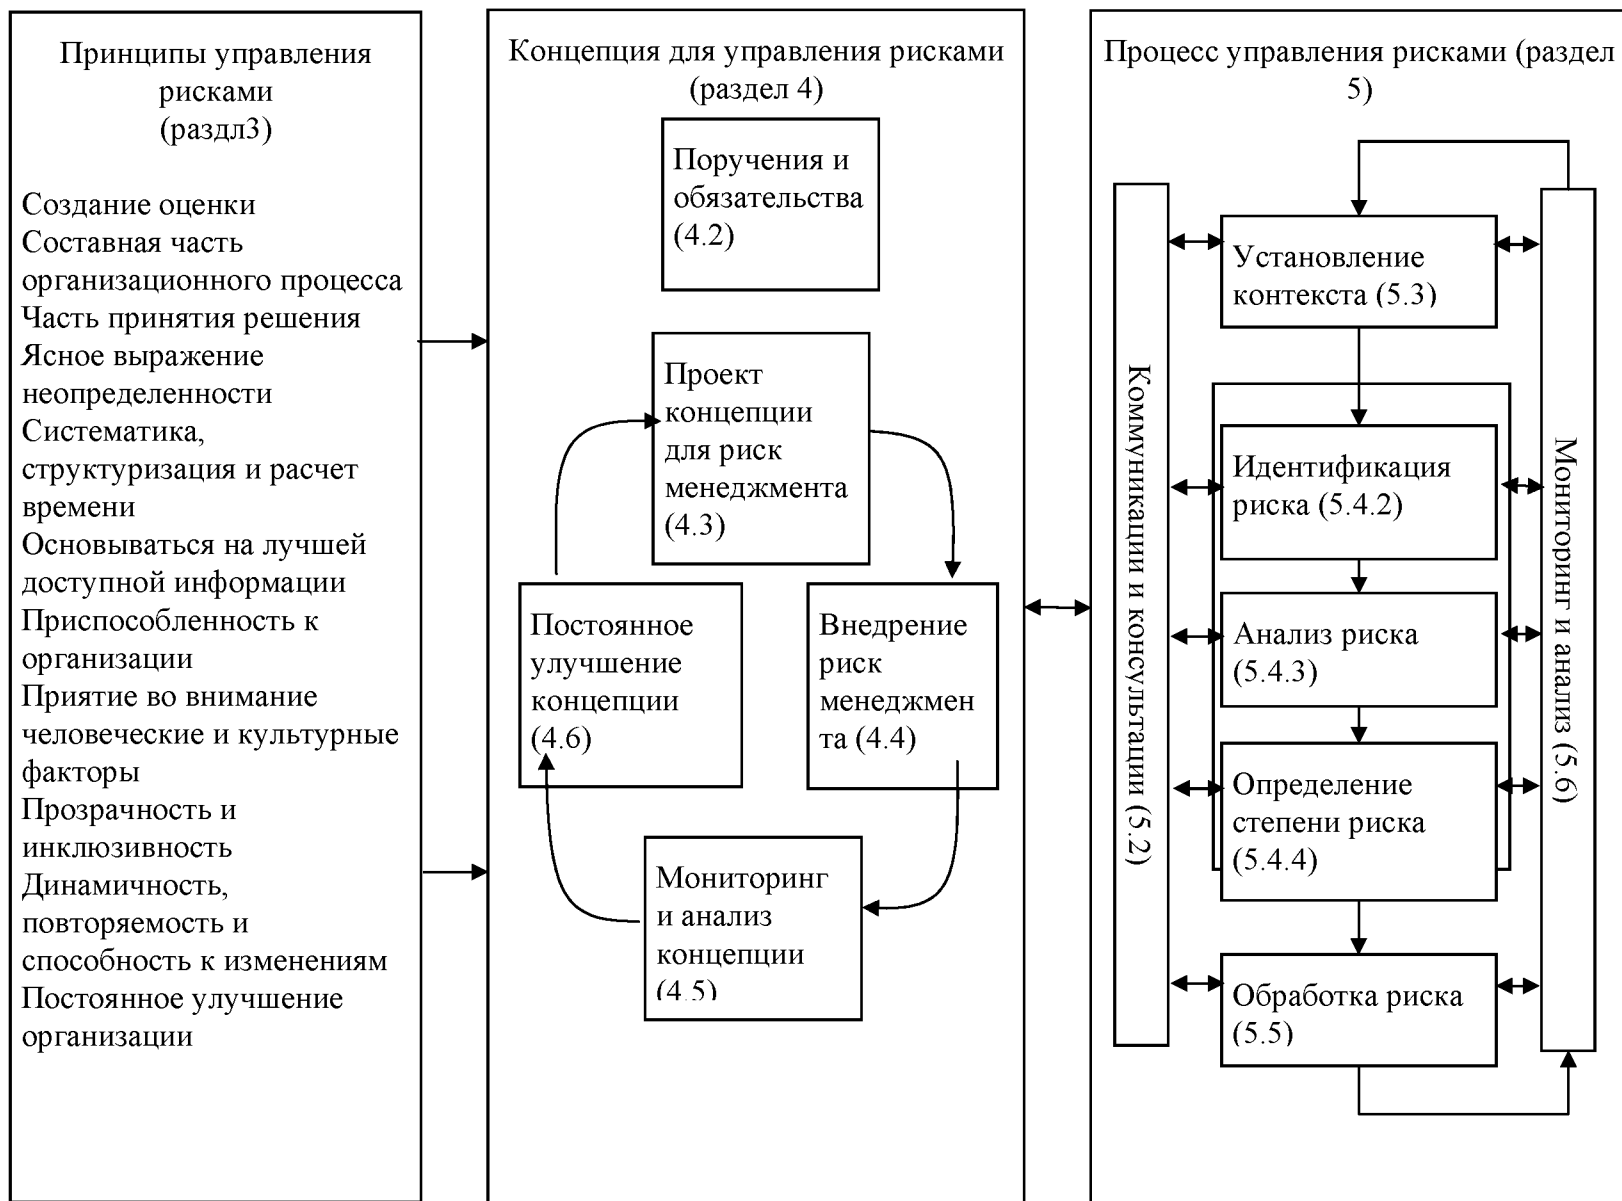 Принципы управления
рисками
(раздл3)
Создание оценки
Составная часть
организационного процесса
Часть принятия решения
Ясное выражение
неопределенности
Систематика,
структуризация и расчет
времени
Основываться на лучшей
доступной информации
Приспособленность к
организации
Приятие во внимание
человеческие и культурные
факторы
Прозрачность и
инклюзивность
Динамичность,
повторяемость и
способность к изменениям
Постоянное улучшение
организации
Концепция для управления рисками
(раздел 4)
Поручения и
обязательства
(4.2)
Проект
концепции
для риск
менеджмента
(4.3)
Постоянное
улучшение
концепции
(4.6)
Внедрение
риск
менеджмен
та (4.4)
Мониторинг
и анализ
концепции
(4.5)
Процесс управления рисками (раздел
5)
Коммуникации и консультации (5.2)
Установление
контекста (5.3)
Идентификация
риска (5.4.2)
Анализ риска
(5.4.3)
Определение
степени риска
(5.4.4)
Обработка риска
(5.5)
Мониторинг и анализ (5.6)